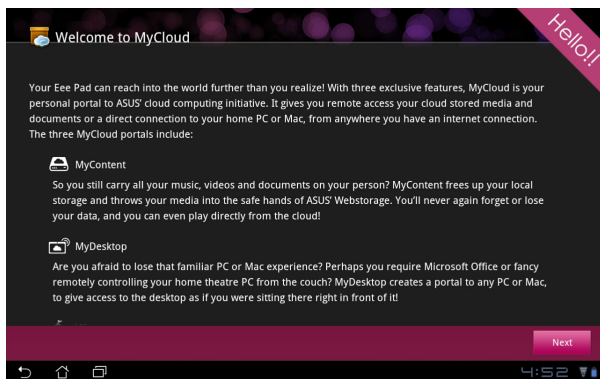 Welcome to MyCloud
Hello!!
Your Eee Pad can reach into the world further than you realize! With three exclusive features, MyCloud is your
personal portal to ASUS' cloud computing initiative. It gives you remote access your cloud stored media and
documents or a direct connection to your home PC or Mac, from anywhere you have an internet connection.
The three MyCloud portals include:
MyContent
So you still carry all your music, videos and documents on your person? MyContent frees up your local
storage and throws your media into the safe hands of ASUS' Webstorage. You'll never again forget or lose
your data, and you can even play directly from the cloud!
MyDesktop
Are you afraid to lose that familiar PC or Mac experience? Perhaps you require Microsoft Office or fancy
remotely controlling your home theatre PC from the couch? MyDesktop creates a portal to any PC or Mac,
to give access to the desktop as if you were sitting there right in front of it!
Next
4:52